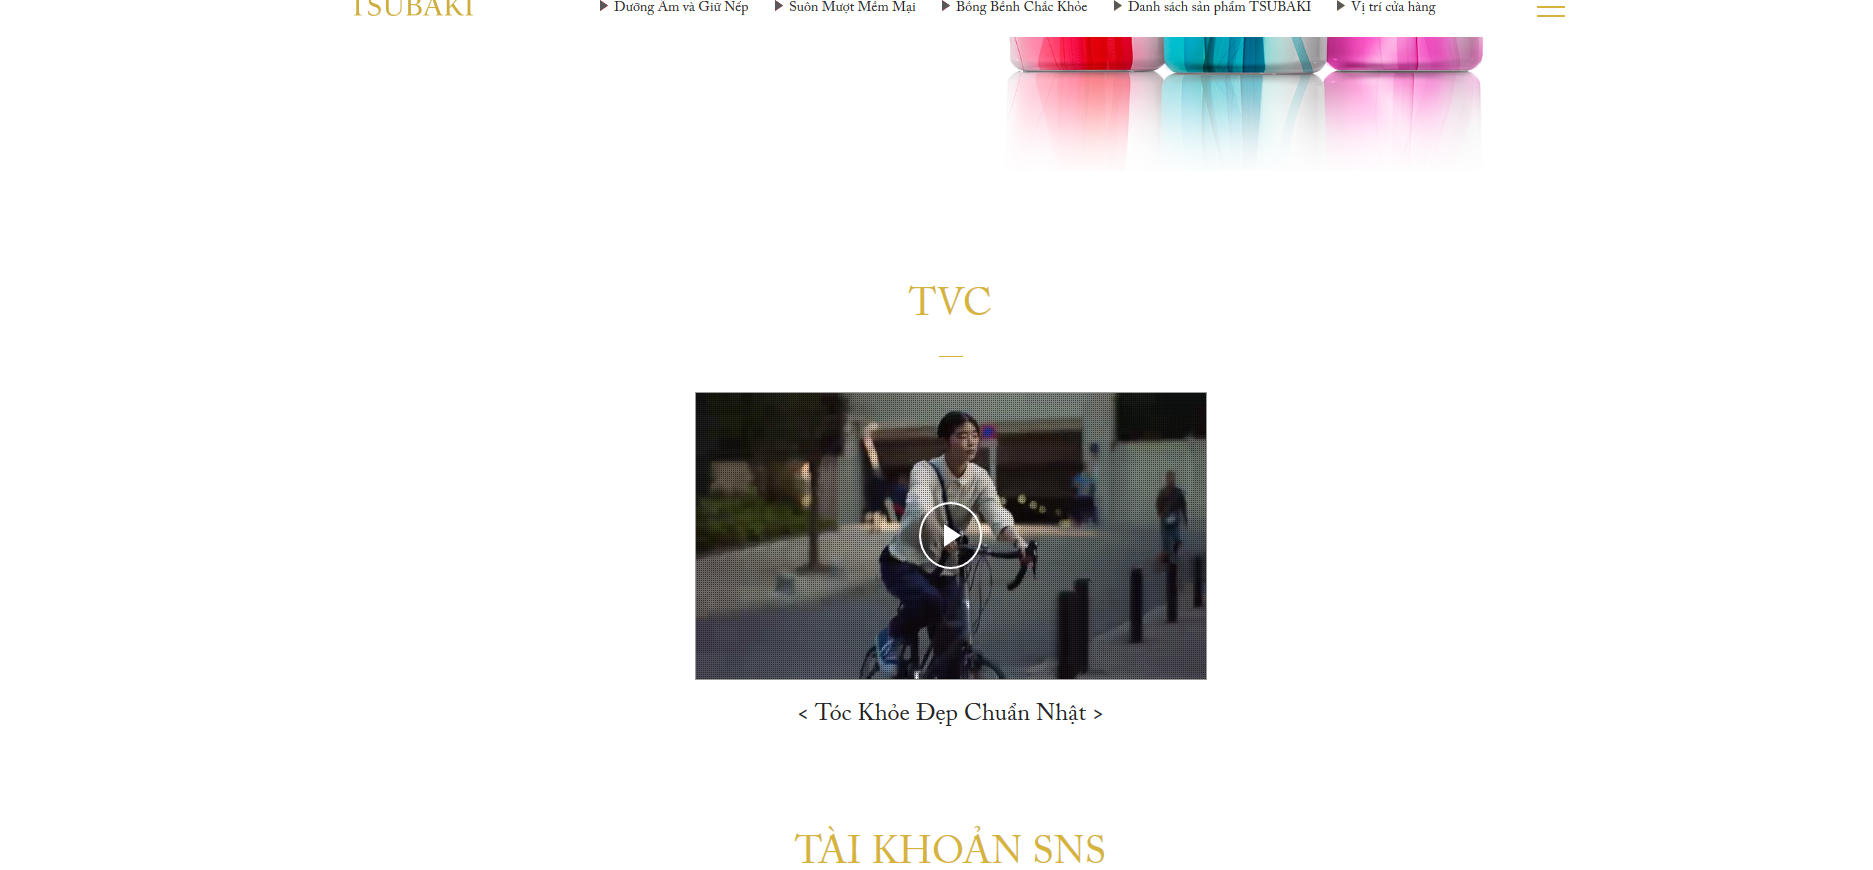 TSUBAKI
Dưỡng Ẩm và Giữ Nếp
Suôn Mượt Mềm Mại
Bồng Bềnh Chắc Khỏe
Danh sách sản phẩm TSUBAKI
Vị trí cửa hàng
TVC
< Tóc Khỏe Đẹp Chuẩn Nhật >
TÀI KHOẢN SNS